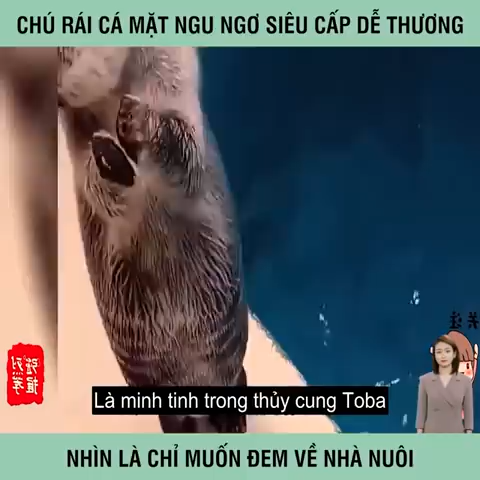 CHÚ RÁI CÁ MẶT NGU NGƠ SIÊU CẤP DỄ THƯƠNG
Là minh tinh trong thủy cung Toba
NHÌN LÀ CHỈ MUỐN ĐEM VỀ NHÀ NUÔI